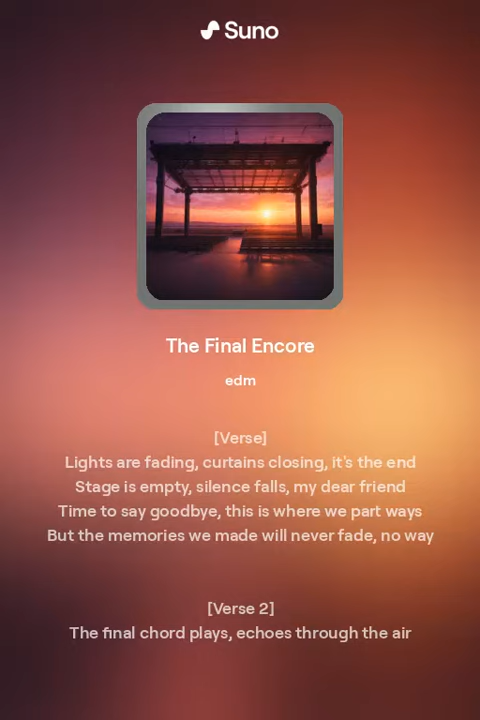 Suno
The Final Encore
edm
[Verse]
Lights are fading, curtains closing, it's the end
Stage is empty, silence falls, my dear friend
Time to say goodbye, this is where we part ways
But the memories we made will never fade, no way
[Verse 2]
The final chord plays, echoes through the air